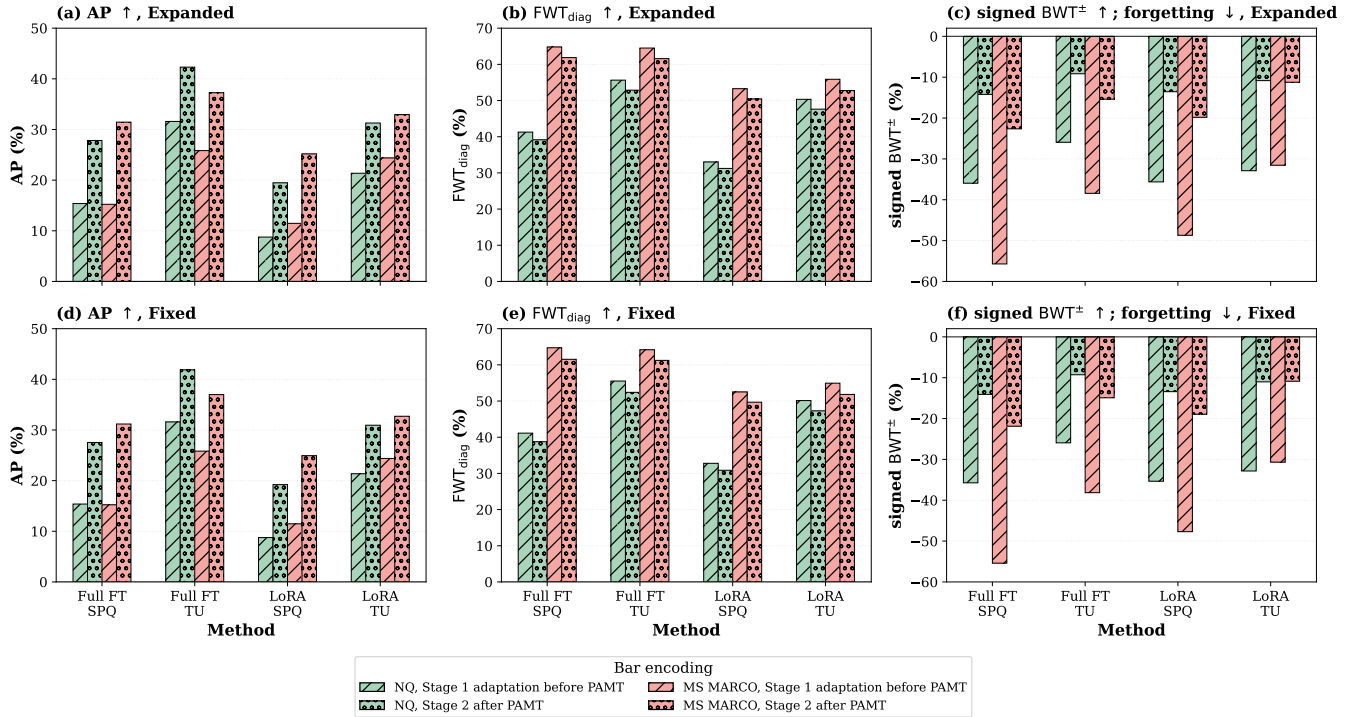 (a) AP ↑ , Expanded
(b) FWT_diag ↑ , Expanded
(c) signed BWT± ↑ ; forgetting ↓ , Expanded
AP (%)
50
40
30
20
10
0
FWT_diag (%)
70
60
50
40
30
20
10
0
signed BWT± (%)
0
−10
−20
−30
−40
−50
−60
(d) AP ↑ , Fixed
(e) FWT_diag ↑ , Fixed
(f) signed BWT± ↑ ; forgetting ↓ , Fixed
AP (%)
50
40
30
20
10
0
Full FT
SPQ
Full FT
TU
LoRA
SPQ
LoRA
TU
Method
FWT_diag (%)
70
60
50
40
30
20
10
0
Full FT
SPQ
Full FT
TU
LoRA
SPQ
LoRA
TU
Method
signed BWT± (%)
0
−10
−20
−30
−40
−50
−60
Full FT
SPQ
Full FT
TU
LoRA
SPQ
LoRA
TU
Method
Bar encoding
NQ, Stage 1 adaptation before PAMT
NQ, Stage 2 after PAMT
MS MARCO, Stage 1 adaptation before PAMT
MS MARCO, Stage 2 after PAMT